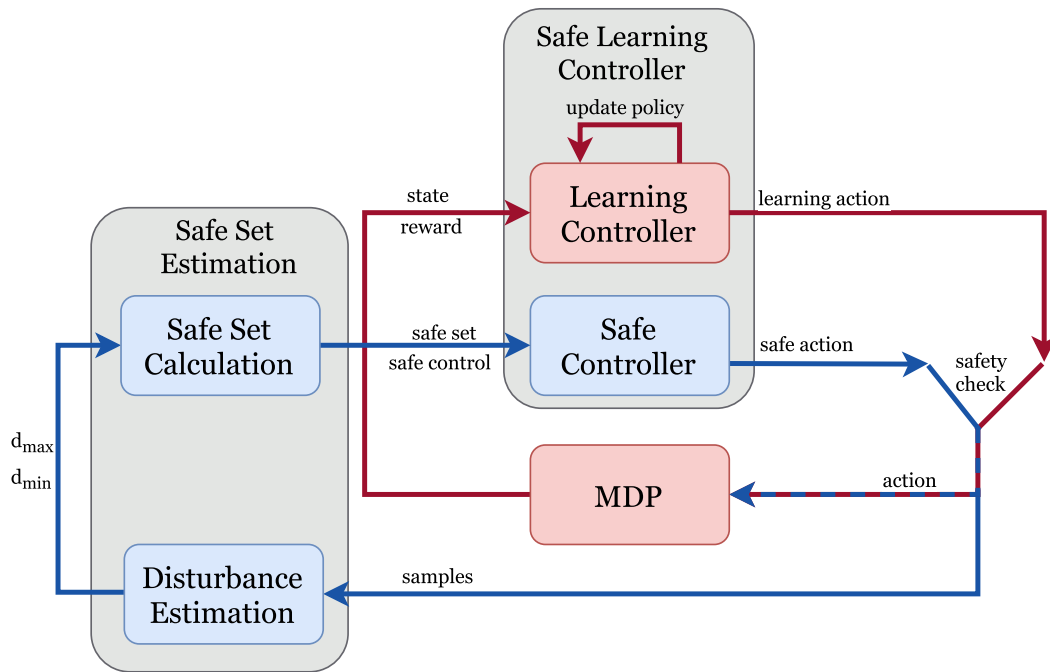 Safe Learning
Controller
update policy
Learning
Controller
state
reward
learning action
Safe Set
Estimation
Safe Set
Calculation
safe set
safe control
Safe
Controller
safe action
safety
check
d_max
d_min
MDP
action
Disturbance
Estimation
samples